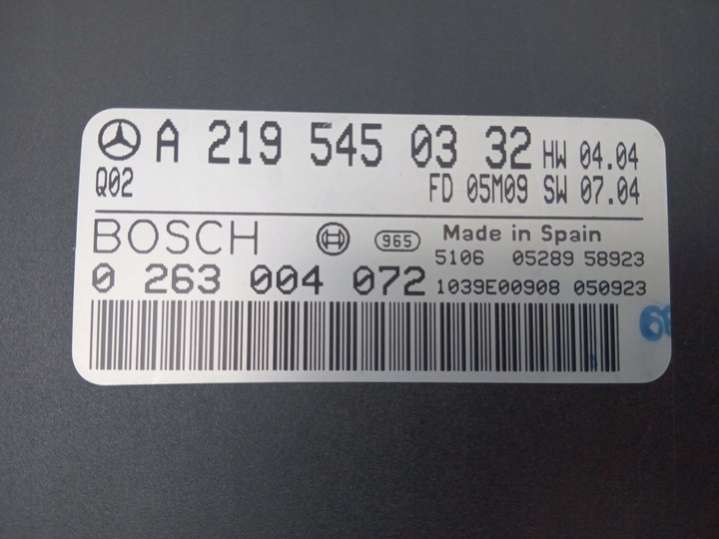 A 219 545 03 32 HW 04.04
Q02 FD 05M09 SW 07.04
BOSCH 965 Made in Spain
5106 05289 58923
0 263 004 072 1039E00908 050923